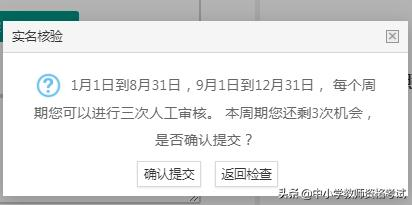 实名核验
1月1日到8月31日，9月1日到12月31日， 每个周
期您可以进行三次人工审核。 本周期您还剩3次机会，
是否确认提交？
确认提交 返回检查
头条 @中小学教师资格考试